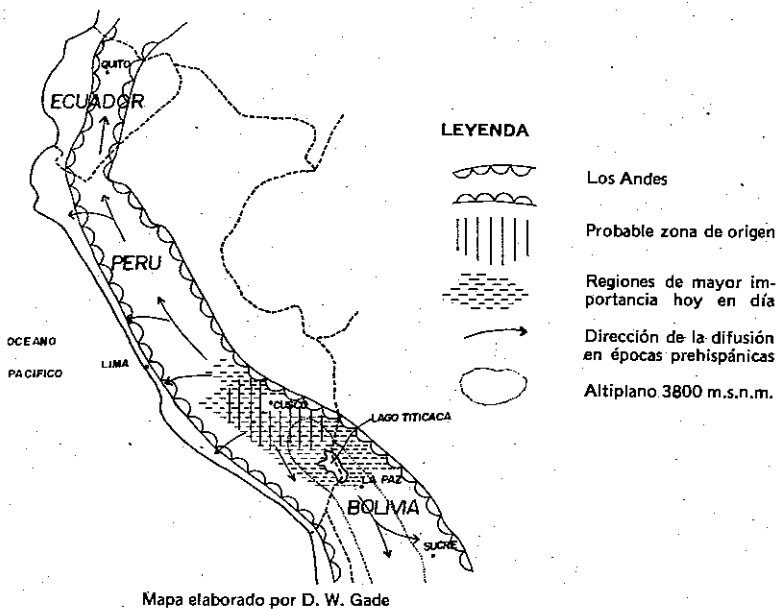 QUITO
ECUADOR
PERU
OCEANO
PACIFICO
LIMA
CUSCO
LAGO TITICACA
LA PAZ
BOLIVIA
SUCRE
LEYENDA
Los Andes
Probable zona de origen
Regiones de mayor im-
portancia hoy en día
Dirección de la difusión
en épocas prehispánicas
Altiplano 3800 m.s.n.m.
Mapa elaborado por D. W. Gade